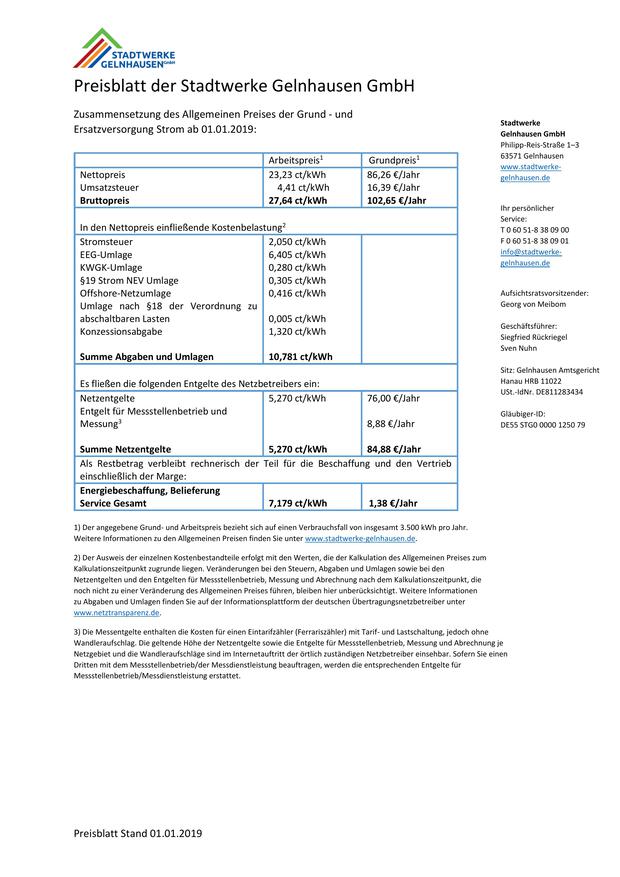 STADTWERKE
GELNHAUSEN GmbH
Preisblatt der Stadtwerke Gelnhausen GmbH
Zusammensetzung des Allgemeinen Preises der Grund - und
Ersatzversorgung Strom ab 01.01.2019:
Arbeitspreis1 Grundpreis1
Nettopreis 23,23 ct/kWh 86,26 €/Jahr
Umsatzsteuer 4,41 ct/kWh 16,39 €/Jahr
Bruttopreis 27,64 ct/kWh 102,65 €/Jahr
In den Nettopreis einfließende Kostenbelastung2
Stromsteuer 2,050 ct/kWh
EEG-Umlage 6,405 ct/kWh
KWGK-Umlage 0,280 ct/kWh
§19 Strom NEV Umlage 0,305 ct/kWh
Offshore-Netzumlage 0,416 ct/kWh
Umlage nach §18 der Verordnung zu
abschaltbaren Lasten 0,005 ct/kWh
Konzessionsabgabe 1,320 ct/kWh
Summe Abgaben und Umlagen 10,781 ct/kWh
Es fließen die folgenden Entgelte des Netzbetreibers ein:
Netzentgelte 5,270 ct/kWh 76,00 €/Jahr
Entgelt für Messstellenbetrieb und
Messung3 8,88 €/Jahr
Summe Netzentgelte 5,270 ct/kWh 84,88 €/Jahr
Als Restbetrag verbleibt rechnerisch der Teil für die Beschaffung und den Vertrieb
einschließlich der Marge:
Energiebeschaffung, Belieferung
Service Gesamt 7,179 ct/kWh 1,38 €/Jahr
1) Der angegebene Grund- und Arbeitspreis bezieht sich auf einen Verbrauchsfall von insgesamt 3.500 kWh pro Jahr.
Weitere Informationen zu den Allgemeinen Preisen finden Sie unter www.stadtwerke-gelnhausen.de.
2) Der Ausweis der einzelnen Kostenbestandteile erfolgt mit den Werten, die der Kalkulation des Allgemeinen Preises zum
Kalkulationszeitpunkt zugrunde liegen. Veränderungen bei den Steuern, Abgaben und Umlagen sowie bei den
Netzentgelten und den Entgelten für Messstellenbetrieb, Messung und Abrechnung nach dem Kalkulationszeitpunkt, die
noch nicht zu einer Veränderung des Allgemeinen Preises führen, bleiben hier unberücksichtigt. Weitere Informationen
zu Abgaben und Umlagen finden Sie auf der Informationsplattform der deutschen Übertragungsnetzbetreiber unter
www.netztransparenz.de.
3) Die Messentgelte enthalten die Kosten für einen Eintarifzähler (Ferrariszähler) mit Tarif- und Lastschaltung, jedoch ohne
Wandleraufschlag. Die geltende Höhe der Netzentgelte sowie die Entgelte für Messstellenbetrieb, Messung und Abrechnung je
Netzgebiet und die Wandleraufschläge sind im Internetauftritt der örtlich zuständigen Netzbetreiber einsehbar. Sofern Sie einen
Dritten mit dem Messstellenbetrieb/der Messdienstleistung beauftragen, werden die entsprechenden Entgelte für
Messstellenbetrieb/Messdienstleistung erstattet.
Preisblatt Stand 01.01.2019
Stadtwerke
Gelnhausen GmbH
Philipp-Reis-Straße 1–3
63571 Gelnhausen
www.stadtwerke-
gelnhausen.de
Ihr persönlicher
Service:
T 0 60 51-8 38 09 00
F 0 60 51-8 38 09 01
info@stadtwerke-
gelnhausen.de
Aufsichtsratsvorsitzender:
Georg von Meibom
Geschäftsführer:
Siegfried Rückriegel
Sven Nuhn
Sitz: Gelnhausen Amtsgericht
Hanau HRB 11022
USt.-IdNr. DE811283434
Gläubiger-ID:
DE55 STG0 0000 1250 79